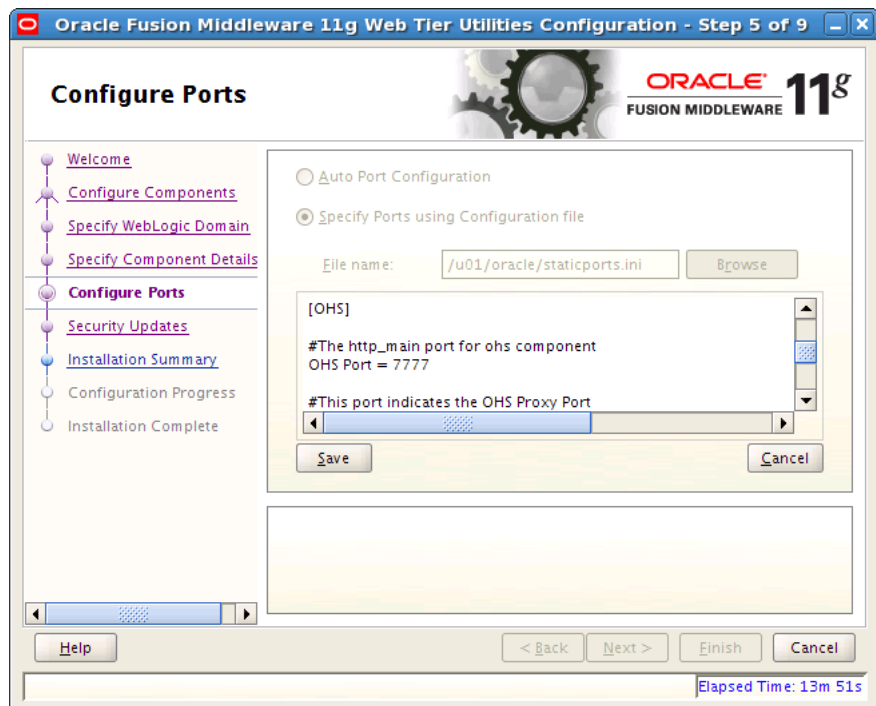 Oracle Fusion Middleware 11g Web Tier Utilities Configuration - Step 5 of 9
Configure Ports
ORACLE
FUSION MIDDLEWARE
11g
Welcome
Configure Components
Specify WebLogic Domain
Specify Component Details
Configure Ports
Security Updates
Installation Summary
Configuration Progress
Installation Complete
Auto Port Configuration
Specify Ports using Configuration file
File name:
/u01/oracle/staticports.ini
Browse
[OHS]
#The http_main port for ohs component
OHS Port = 7777
#This port indicates the OHS Proxy Port
Save
Cancel
Help
< Back
Next >
Finish
Cancel
Elapsed Time: 13m 51s